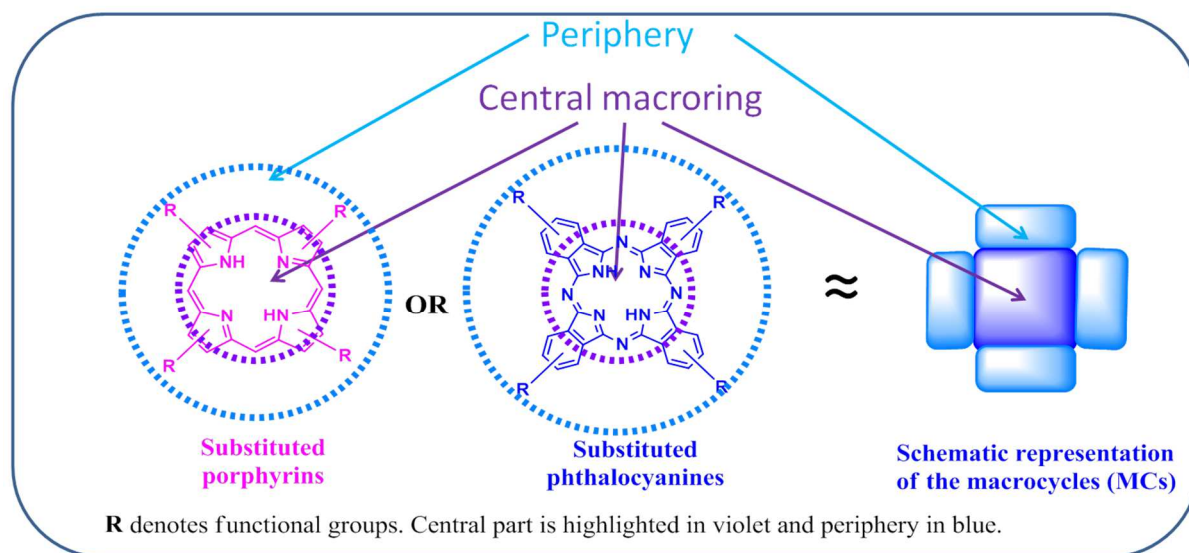 Periphery
Central macroring
R
R
NH
N
N
HN
R
R
OR
R
R
N
NH
N
N
N
N
HN
N
R
R
≈
Substituted
porphyrins
Substituted
phthalocyanines
Schematic representation
of the macrocycles (MCs)
R denotes functional groups. Central part is highlighted in violet and periphery in blue.